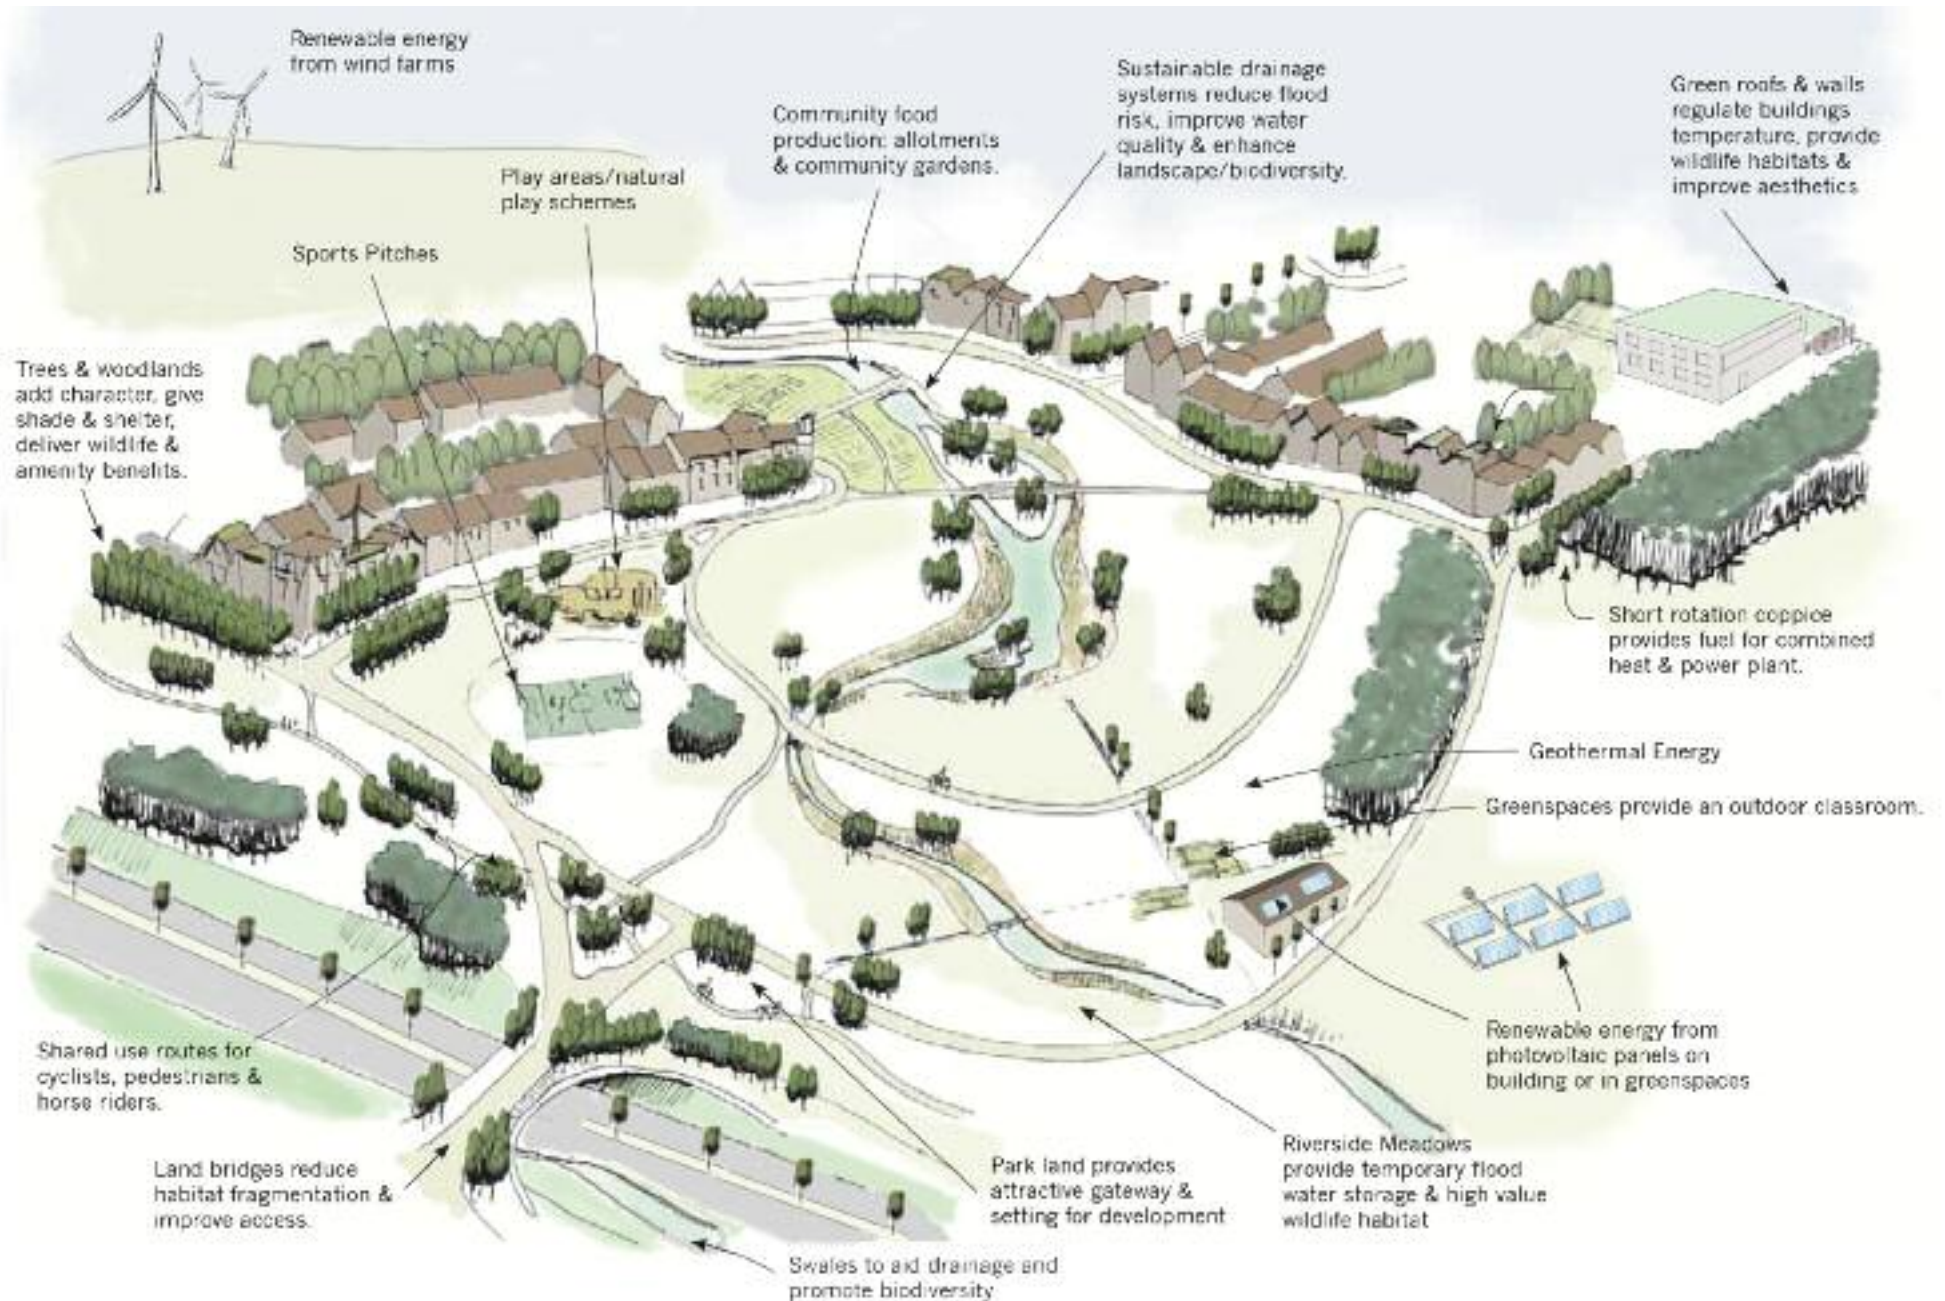 Renewable energy
from wind farms
Community food
production: allotments
& community gardens.
Sustainable drainage
systems reduce flood
risk, improve water
quality & enhance
landscape/biodiversity.
Green roofs & walls
regulate buildings
temperature, provide
wildlife habitats &
improve aesthetics
Play areas/natural
play schemes
Sports Pitches
Trees & woodlands
add character, give
shade & shelter,
deliver wildlife &
amenity benefits.
Short rotation coppice
provides fuel for combined
heat & power plant.
Geothermal Energy
Greenspaces provide an outdoor classroom.
Renewable energy from
photovoltaic panels on
building or in greenspaces
Shared use routes for
cyclists, pedestrians &
horse riders.
Land bridges reduce
habitat fragmentation &
improve access.
Park land provides
attractive gateway &
setting for development
Riverside Meadows
provide temporary flood
water storage & high value
wildlife habitat
Swales to aid drainage and
promote biodiversity